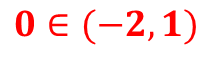 0 ∈ (−2, 1)